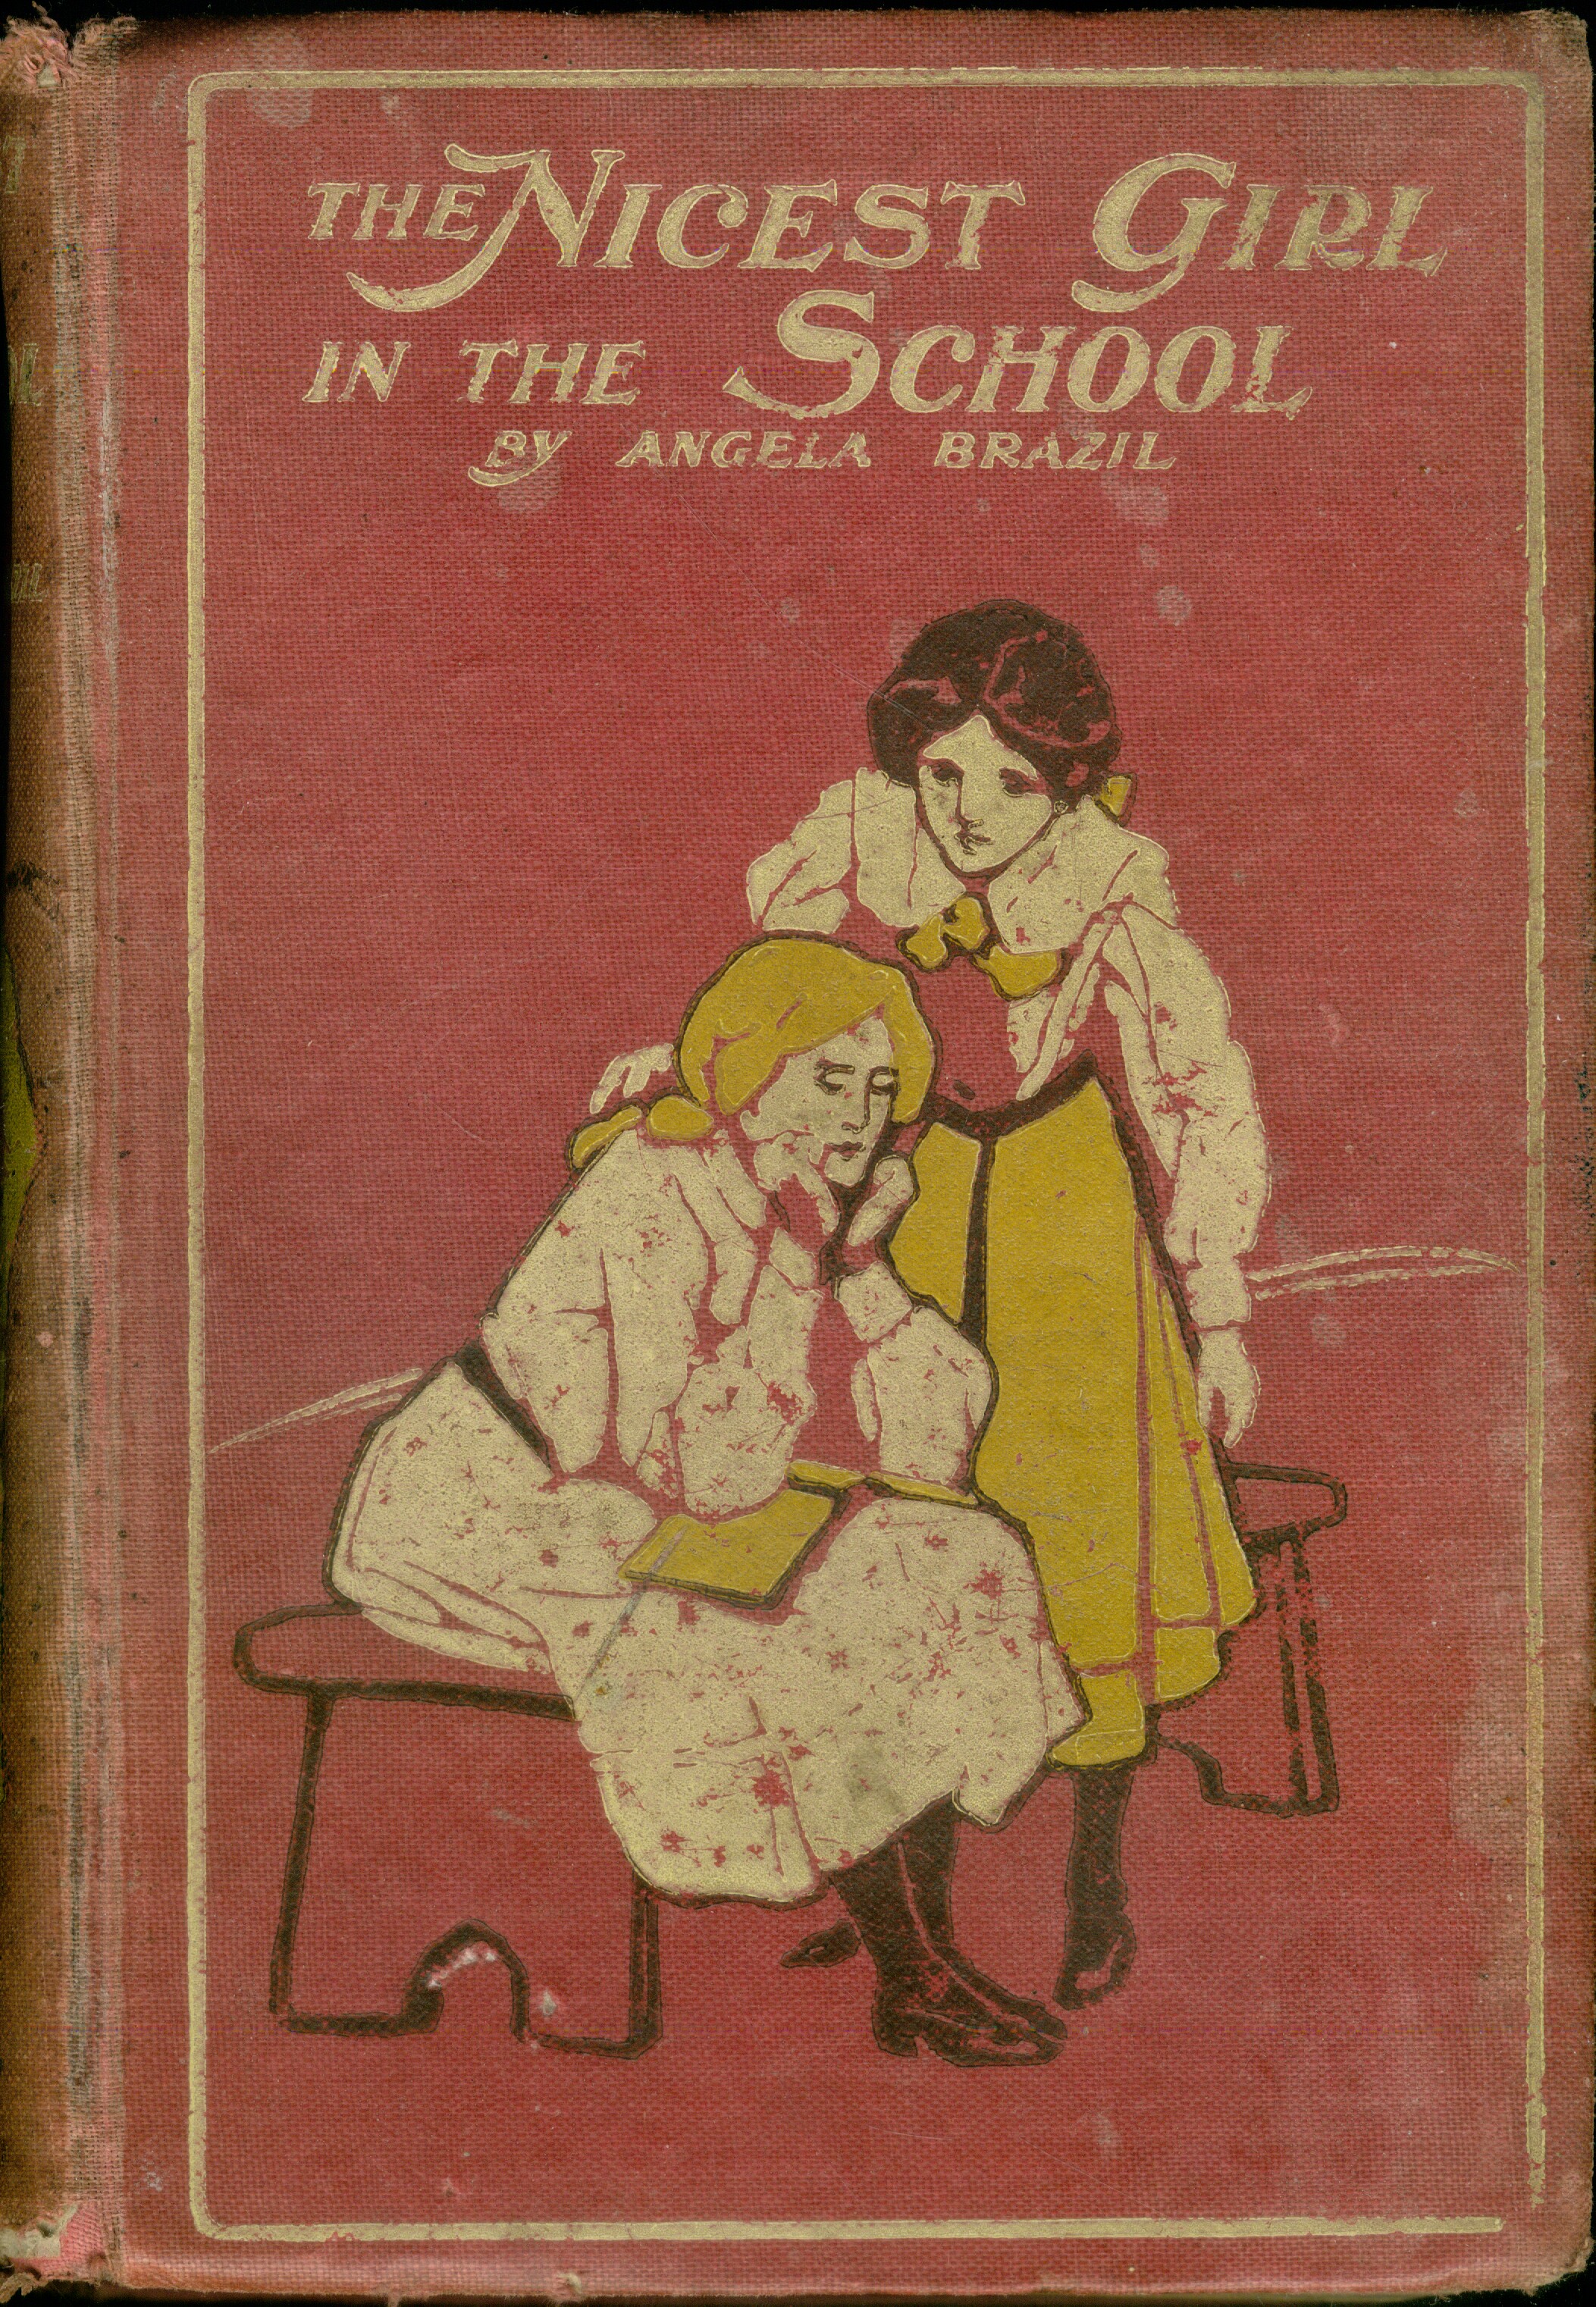 THE NICEST GIRL
IN THE SCHOOL
BY ANGELA BRAZIL